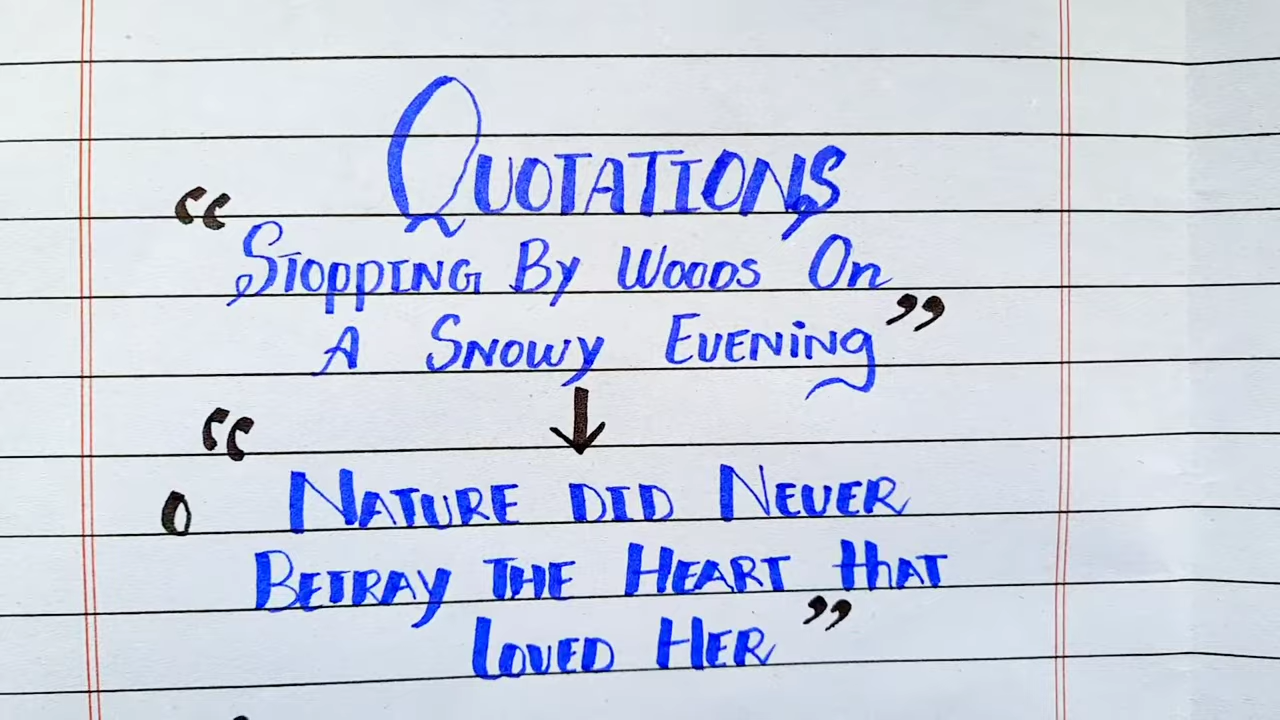 QUOTATIONS
“
STOPPING By WOODS On
A SNOWY EVENiNg ”
↓
“
o NATURE DID NEVER
BETRAY THE HEART thAT
LOVED HER ”